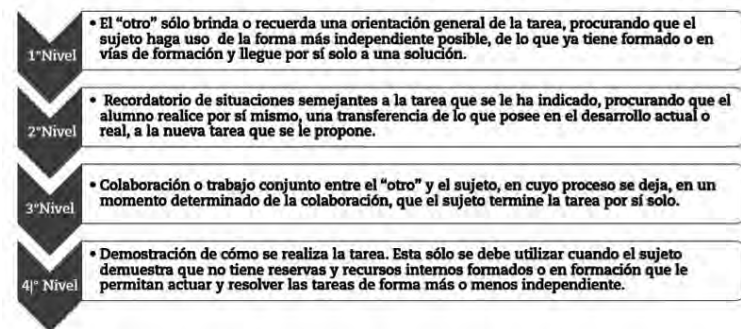 1°Nivel
• El “otro” sólo brinda o recuerda una orientación general de la tarea, procurando que el
sujeto haga uso de la forma más independiente posible, de lo que ya tiene formado o en
vías de formación y llegue por sí solo a una solución.
2°Nivel
• Recordatorio de situaciones semejantes a la tarea que se le ha indicado, procurando que el
alumno realice por sí mismo, una transferencia de lo que posee en el desarrollo actual o
real, a la nueva tarea que se le propone.
3°Nivel
• Colaboración o trabajo conjunto entre el “otro” y el sujeto, en cuyo proceso se deja, en un
momento determinado de la colaboración, que el sujeto termine la tarea por sí solo.
4|° Nivel
• Demostración de cómo se realiza la tarea. Esta sólo se debe utilizar cuando el sujeto
demuestra que no tiene reservas y recursos internos formados o en formación que le
permitan actuar y resolver las tareas de forma más o menos independiente.